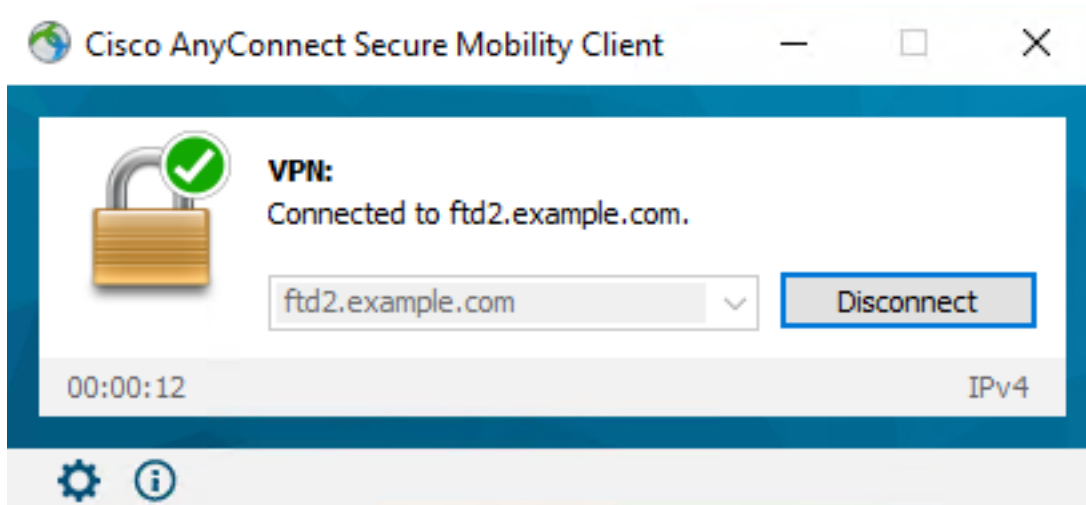 Cisco AnyConnect Secure Mobility Client
VPN:
Connected to ftd2.example.com.
ftd2.example.com
Disconnect
00:00:12
IPv4